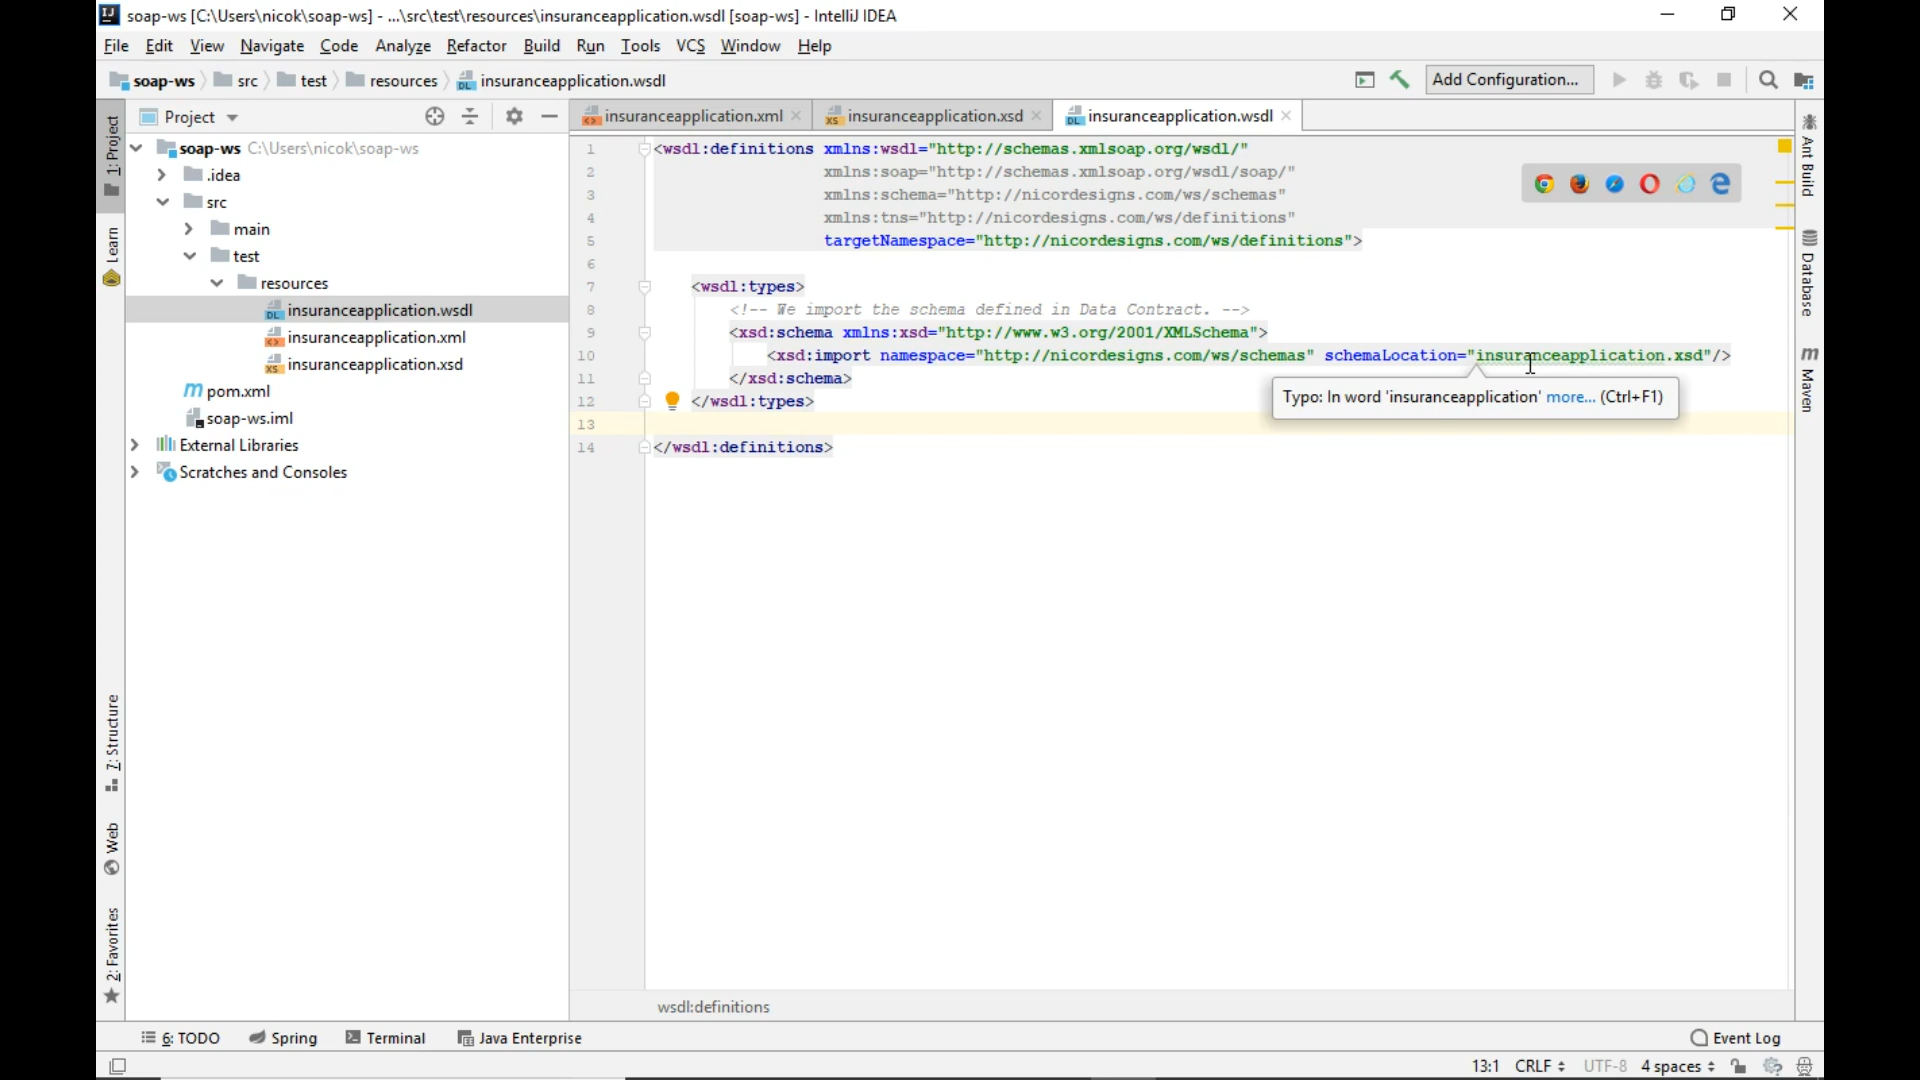 soap-ws [C:\Users\nicok\soap-ws] - ...\src\test\resources\insuranceapplication.wsdl [soap-ws] - IntelliJ IDEA
File Edit View Navigate Code Analyze Refactor Build Run Tools VCS Window Help
soap-ws src test resources insuranceapplication.wsdl
Add Configuration...
Project
insuranceapplication.xml
insuranceapplication.xsd
insuranceapplication.wsdl
1: Project
Learn
7: Structure
Web
2: Favorites
soap-ws C:\Users\nicok\soap-ws
.idea
src
main
test
resources
insuranceapplication.wsdl
insuranceapplication.xml
insuranceapplication.xsd
pom.xml
soap-ws.iml
External Libraries
Scratches and Consoles
1 <wsdl:definitions xmlns:wsdl="http://schemas.xmlsoap.org/wsdl/"
2 xmlns:soap="http://schemas.xmlsoap.org/wsdl/soap/"
3 xmlns:schema="http://nicordesigns.com/ws/schemas"
4 xmlns:tns="http://nicordesigns.com/ws/definitions"
5 targetNamespace="http://nicordesigns.com/ws/definitions">
6
7 <wsdl:types>
8 <!-- We import the schema defined in Data Contract. -->
9 <xsd:schema xmlns:xsd="http://www.w3.org/2001/XMLSchema">
10 <xsd:import namespace="http://nicordesigns.com/ws/schemas" schemaLocation="insuranceapplication.xsd"/>
11 </xsd:schema>
12 </wsdl:types>
13
14 </wsdl:definitions>
Typo: In word 'insuranceapplication' more... (Ctrl+F1)
Ant Build
Database
Maven
wsdl:definitions
6: TODO Spring Terminal Java Enterprise Event Log
13:1 CRLF UTF-8 4 spaces